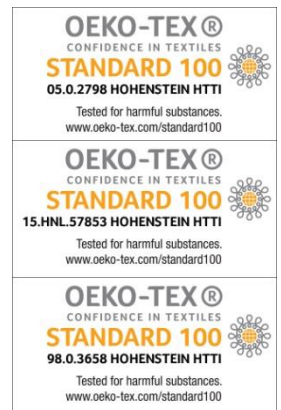 OEKO-TEX®
CONFIDENCE IN TEXTILES
STANDARD 100
05.0.2798 HOHENSTEIN HTTI
Tested for harmful substances.
www.oeko-tex.com/standard100
OEKO-TEX®
CONFIDENCE IN TEXTILES
STANDARD 100
15.HNL.57853 HOHENSTEIN HTTI
Tested for harmful substances.
www.oeko-tex.com/standard100
OEKO-TEX®
CONFIDENCE IN TEXTILES
STANDARD 100
98.0.3658 HOHENSTEIN HTTI
Tested for harmful substances.
www.oeko-tex.com/standard100